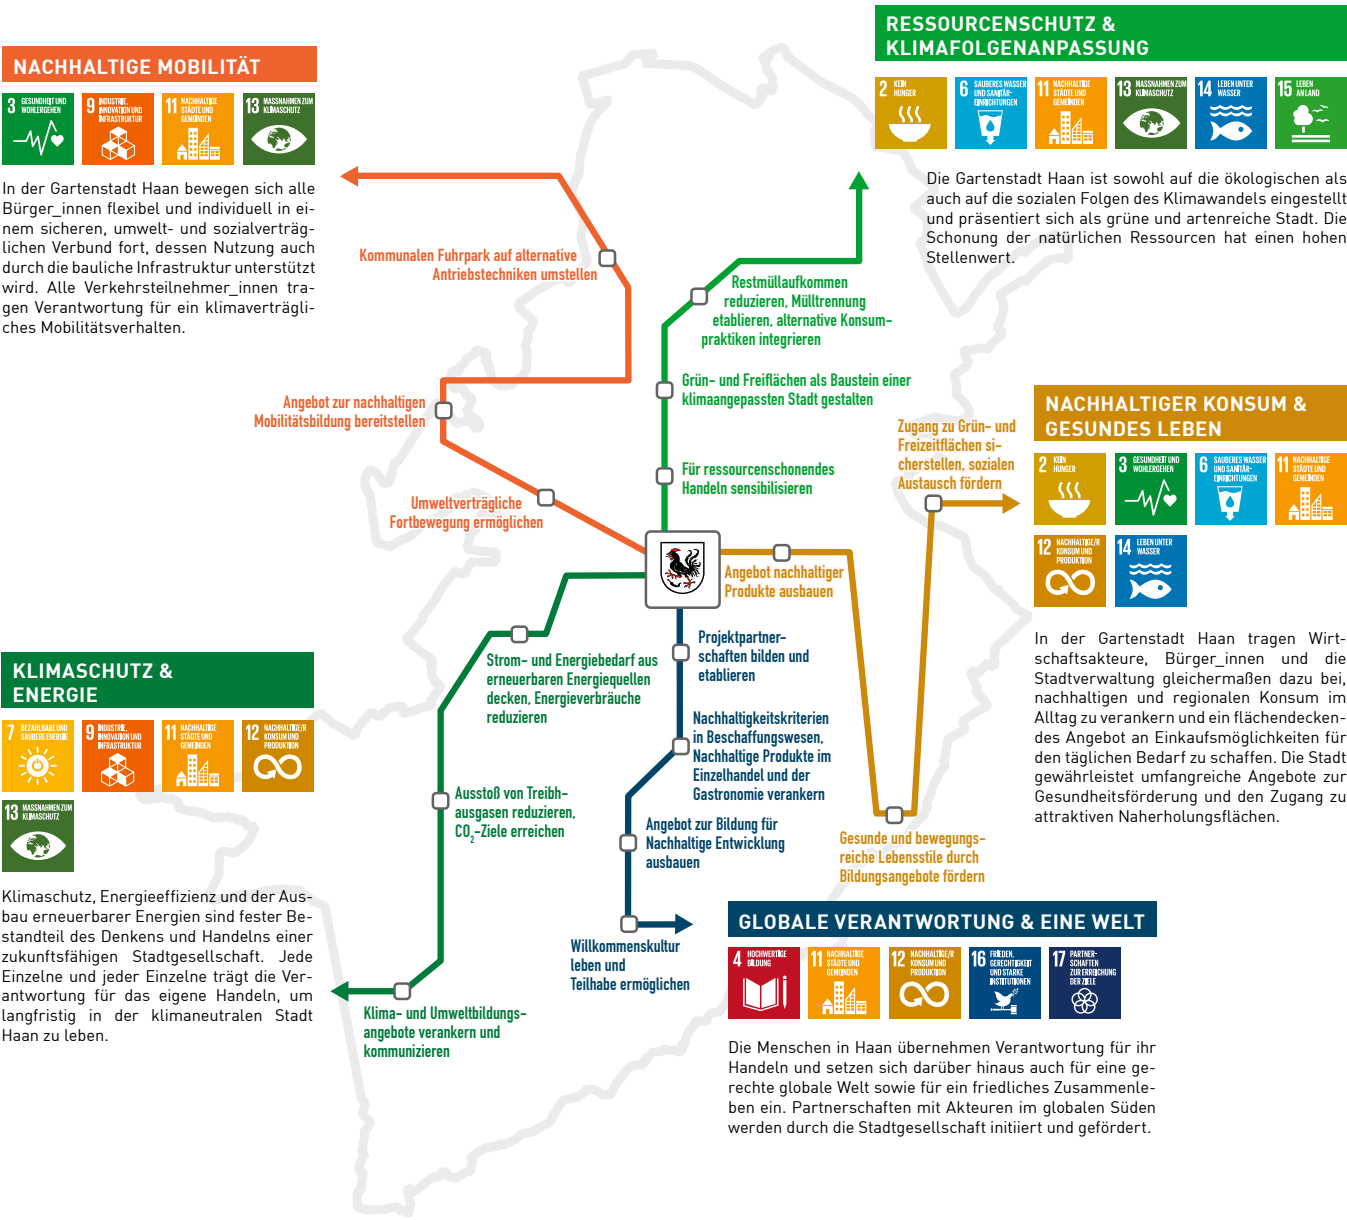 NACHHALTIGE MOBILITÄT
3 GESUNDHEIT UND
WOHLERGEHEN
9 INDUSTRIE,
INNOVATION UND
INFRASTRUKTUR
11 NACHHALTIGE
STÄDTE UND
GEMEINDEN
13 MASSNAHMEN ZUM
KLIMASCHUTZ
In der Gartenstadt Haan bewegen sich alle
Bürger_innen flexibel und individuell in ei-
nem sicheren, umwelt- und sozialverträg-
lichen Verbund fort, dessen Nutzung auch
durch die bauliche Infrastruktur unterstützt
wird. Alle Verkehrsteilnehmer_innen tra-
gen Verantwortung für ein klimaverträgli-
ches Mobilitätsverhalten.
RESSOURCENSCHUTZ &
KLIMAFOLGENANPASSUNG
2 KEIN
HUNGER
6 SAUBERES WASSER
UND SANITÄR-
EINRICHTUNGEN
11 NACHHALTIGE
STÄDTE UND
GEMEINDEN
13 MASSNAHMEN ZUM
KLIMASCHUTZ
14 LEBEN UNTER
WASSER
15 LEBEN
AN LAND
Die Gartenstadt Haan ist sowohl auf die ökologischen als
auch auf die sozialen Folgen des Klimawandels eingestellt
und präsentiert sich als grüne und artenreiche Stadt. Die
Schonung der natürlichen Ressourcen hat einen hohen
Stellenwert.
Kommunalen Fuhrpark auf alternative
Antriebstechniken umstellen
Angebot zur nachhaltigen
Mobilitätsbildung bereitstellen
Umweltverträgliche
Fortbewegung ermöglichen
Restmüllaufkommen
reduzieren, Mülltrennung
etablieren, alternative Konsum-
praktiken integrieren
Grün- und Freiflächen als Baustein einer
klimaangepassten Stadt gestalten
Für ressourcenschonendes
Handeln sensibilisieren
Zugang zu Grün- und
Freizeitflächen si-
cherstellen, sozialen
Austausch fördern
Angebot nachhaltiger
Produkte ausbauen
Gesunde und bewegungs-
reiche Lebensstile durch
Bildungsangebote fördern
NACHHALTIGER KONSUM &
GESUNDES LEBEN
2 KEIN
HUNGER
3 GESUNDHEIT UND
WOHLERGEHEN
6 SAUBERES WASSER
UND SANITÄR-
EINRICHTUNGEN
11 NACHHALTIGE
STÄDTE UND
GEMEINDEN
12 NACHHALTIGE/R
KONSUM UND
PRODUKTION
14 LEBEN UNTER
WASSER
In der Gartenstadt Haan tragen Wirt-
schaftsakteure, Bürger_innen und die
Stadtverwaltung gleichermaßen dazu bei,
nachhaltigen und regionalen Konsum im
Alltag zu verankern und ein flächendecken-
des Angebot an Einkaufsmöglichkeiten für
den täglichen Bedarf zu schaffen. Die Stadt
gewährleistet umfangreiche Angebote zur
Gesundheitsförderung und den Zugang zu
attraktiven Naherholungsflächen.
KLIMASCHUTZ &
ENERGIE
7 BEZAHLBARE UND
SAUBERE ENERGIE
9 INDUSTRIE,
INNOVATION UND
INFRASTRUKTUR
11 NACHHALTIGE
STÄDTE UND
GEMEINDEN
12 NACHHALTIGE/R
KONSUM UND
PRODUKTION
13 MASSNAHMEN ZUM
KLIMASCHUTZ
Klimaschutz, Energieeffizienz und der Aus-
bau erneuerbarer Energien sind fester Be-
standteil des Denkens und Handelns einer
zukunftsfähigen Stadtgesellschaft. Jede
Einzelne und jeder Einzelne trägt die Ver-
antwortung für das eigene Handeln, um
langfristig in der klimaneutralen Stadt
Haan zu leben.
Strom- und Energiebedarf aus
erneuerbaren Energiequellen
decken, Energieverbräuche
reduzieren
Ausstoß von Treibh-
ausgasen reduzieren,
CO2-Ziele erreichen
Klima- und Umweltbildungs-
angebote verankern und
kommunizieren
Projektpartner-
schaften bilden und
etablieren
Nachhaltigkeitskriterien
in Beschaffungswesen,
Nachhaltige Produkte im
Einzelhandel und der
Gastronomie verankern
Angebot zur Bildung für
Nachhaltige Entwicklung
ausbauen
Willkommenskultur
leben und
Teilhabe ermöglichen
GLOBALE VERANTWORTUNG & EINE WELT
4 HOCHWERTIGE
BILDUNG
11 NACHHALTIGE
STÄDTE UND
GEMEINDEN
12 NACHHALTIGE/R
KONSUM UND
PRODUKTION
16 FRIEDEN,
GERECHTIGKEIT
UND STARKE
INSTITUTIONEN
17 PARTNER-
SCHAFTEN
ZUR ERREICHUNG
DER ZIELE
Die Menschen in Haan übernehmen Verantwortung für ihr
Handeln und setzen sich darüber hinaus auch für eine ge-
rechte globale Welt sowie für ein friedliches Zusammenle-
ben ein. Partnerschaften mit Akteuren im globalen Süden
werden durch die Stadtgesellschaft initiiert und gefördert.